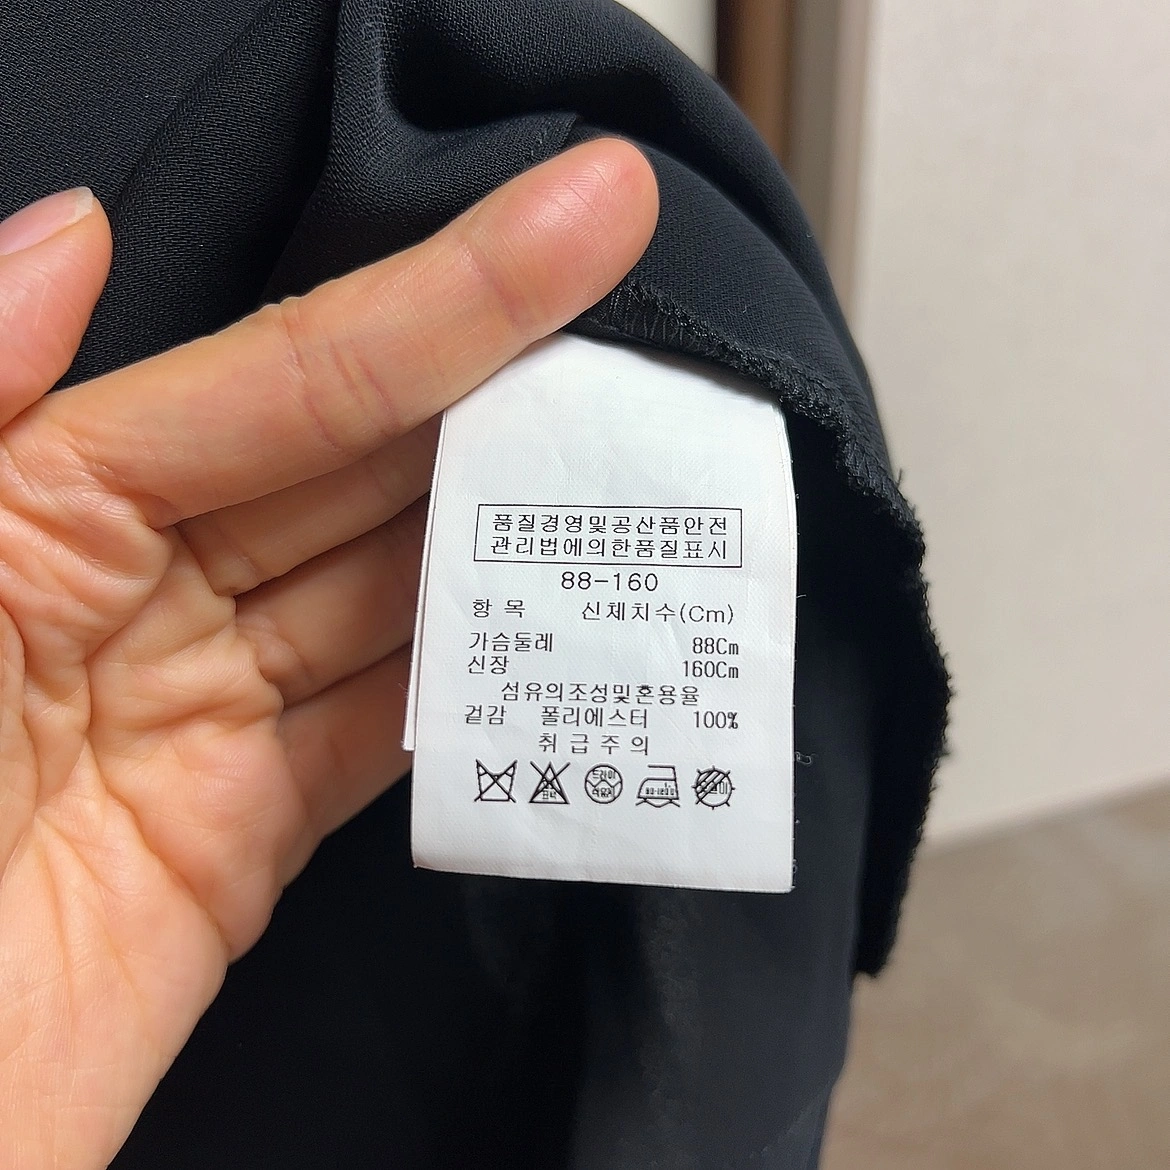 품질경영및공산품안전
관리법에의한품질표시
88-160
항 목 신체치수(Cm)
가슴둘레 88Cm
신장 160Cm
섬유의조성및혼용율
겉감 폴리에스터 100%
취 급 주 의
드라이